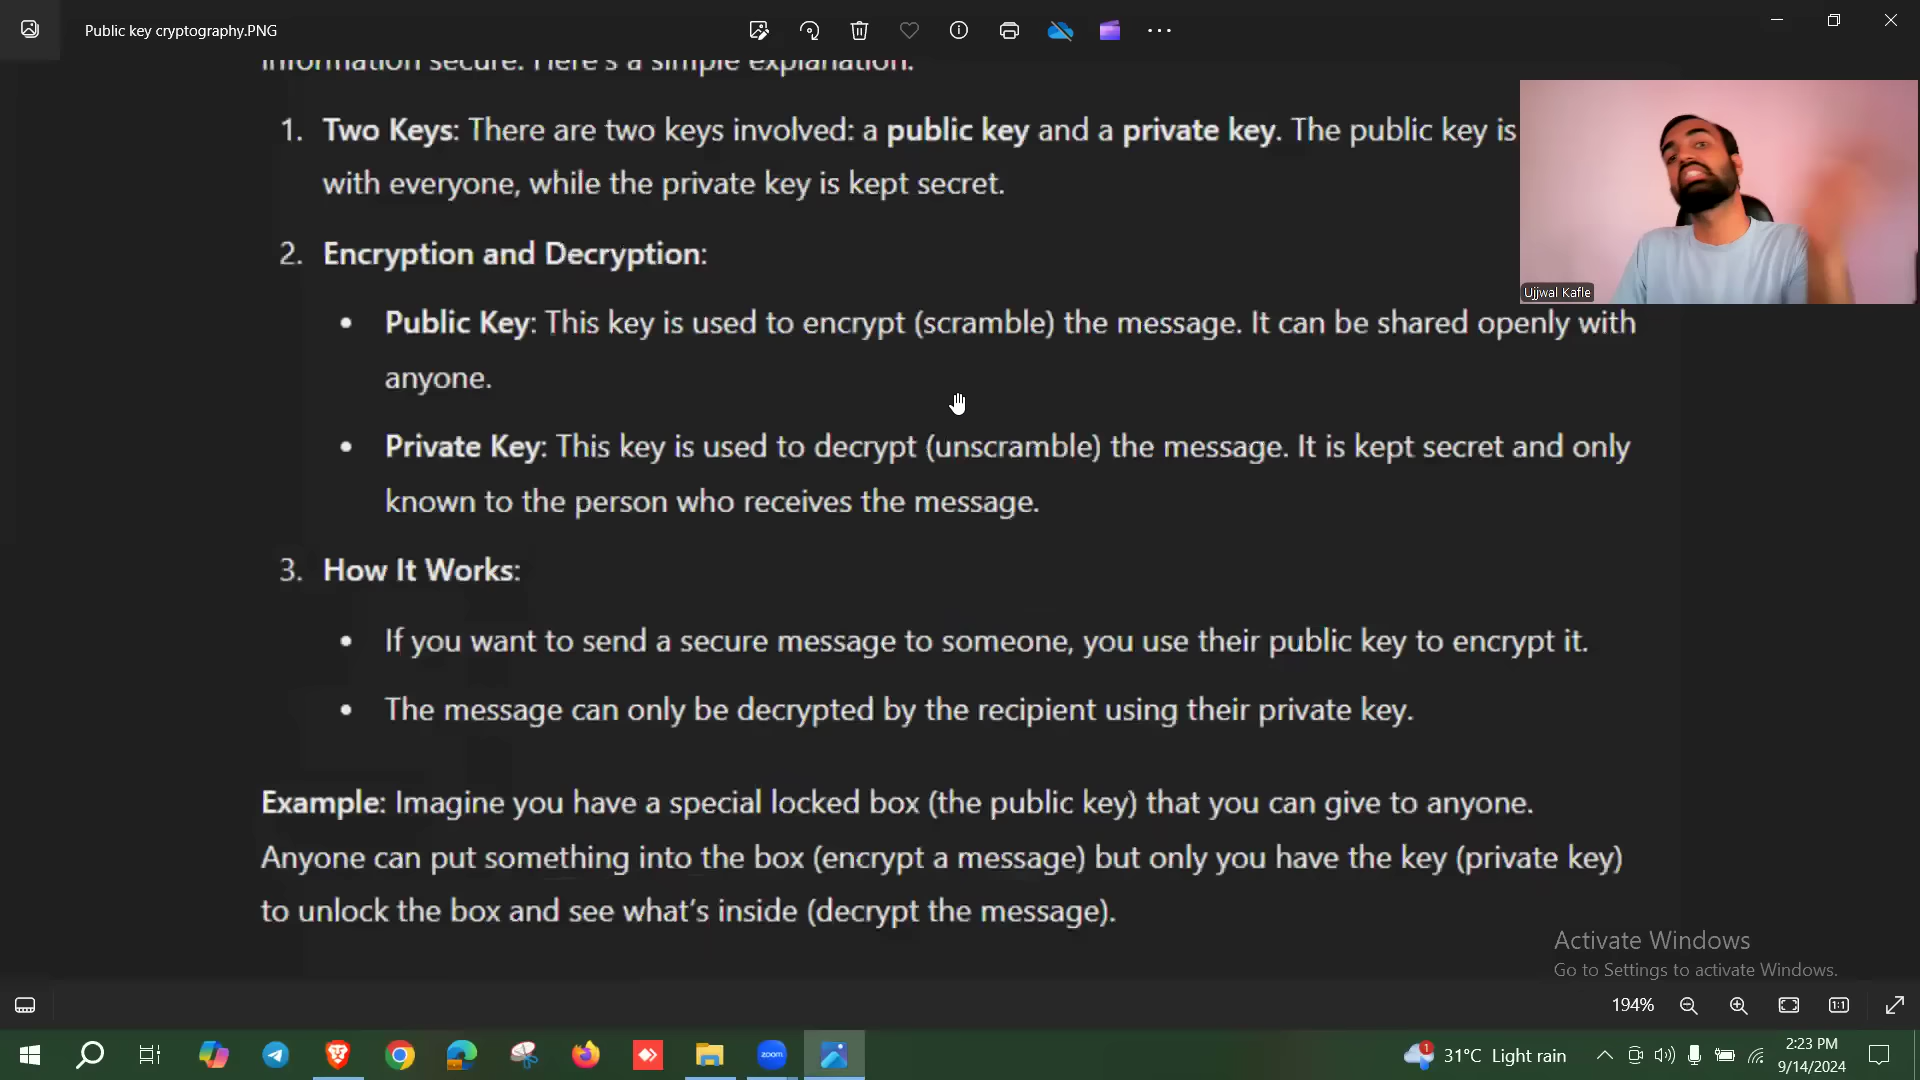 Public key cryptography.PNG
information secure. Here's a simple explanation.
1. Two Keys: There are two keys involved: a public key and a private key. The public key is
with everyone, while the private key is kept secret.
Ujjwal Kafle
2. Encryption and Decryption:
• Public Key: This key is used to encrypt (scramble) the message. It can be shared openly with
anyone.
• Private Key: This key is used to decrypt (unscramble) the message. It is kept secret and only
known to the person who receives the message.
3. How It Works:
• If you want to send a secure message to someone, you use their public key to encrypt it.
• The message can only be decrypted by the recipient using their private key.
Example: Imagine you have a special locked box (the public key) that you can give to anyone.
Anyone can put something into the box (encrypt a message) but only you have the key (private key)
to unlock the box and see what's inside (decrypt the message).
Activate Windows
Go to Settings to activate Windows.
194%
1:1
zoom
1
31°C Light rain
2:23 PM
9/14/2024